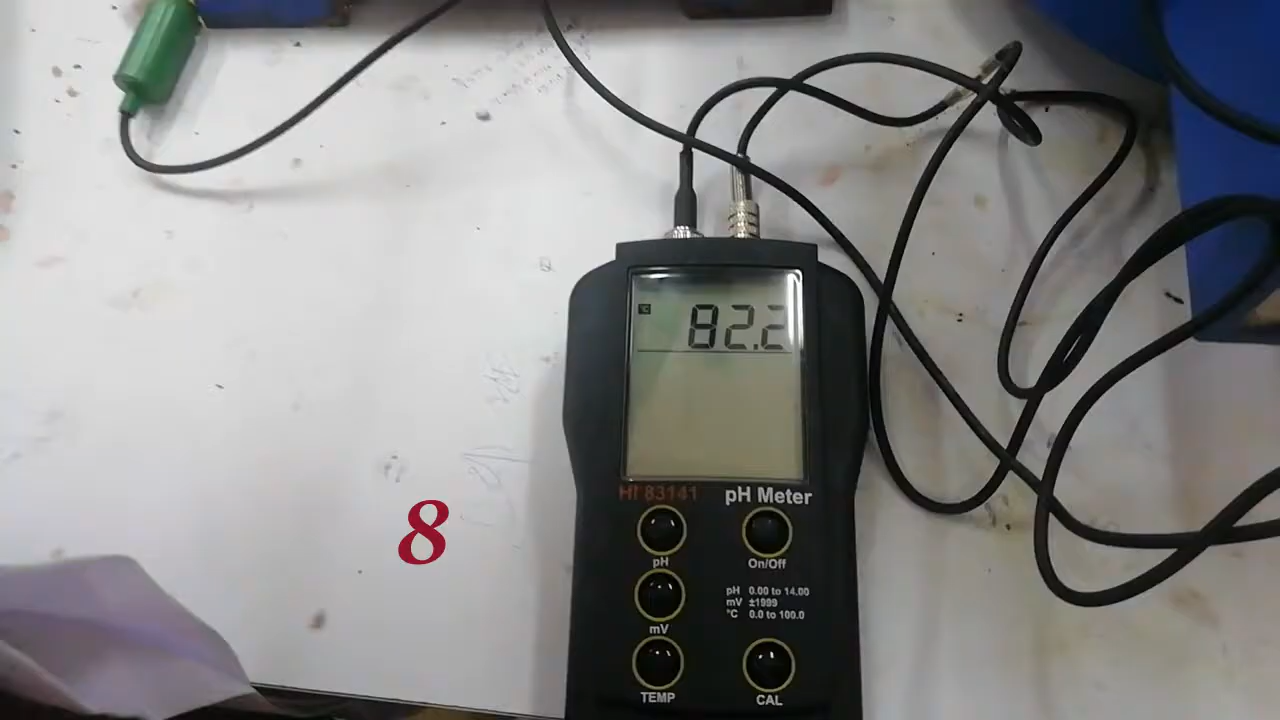 °C
82.2
HI 83141 pH Meter
8
pH On/Off
pH 0.00 to 14.00
mV ±1999
°C 0.0 to 100.0
mV
TEMP CAL